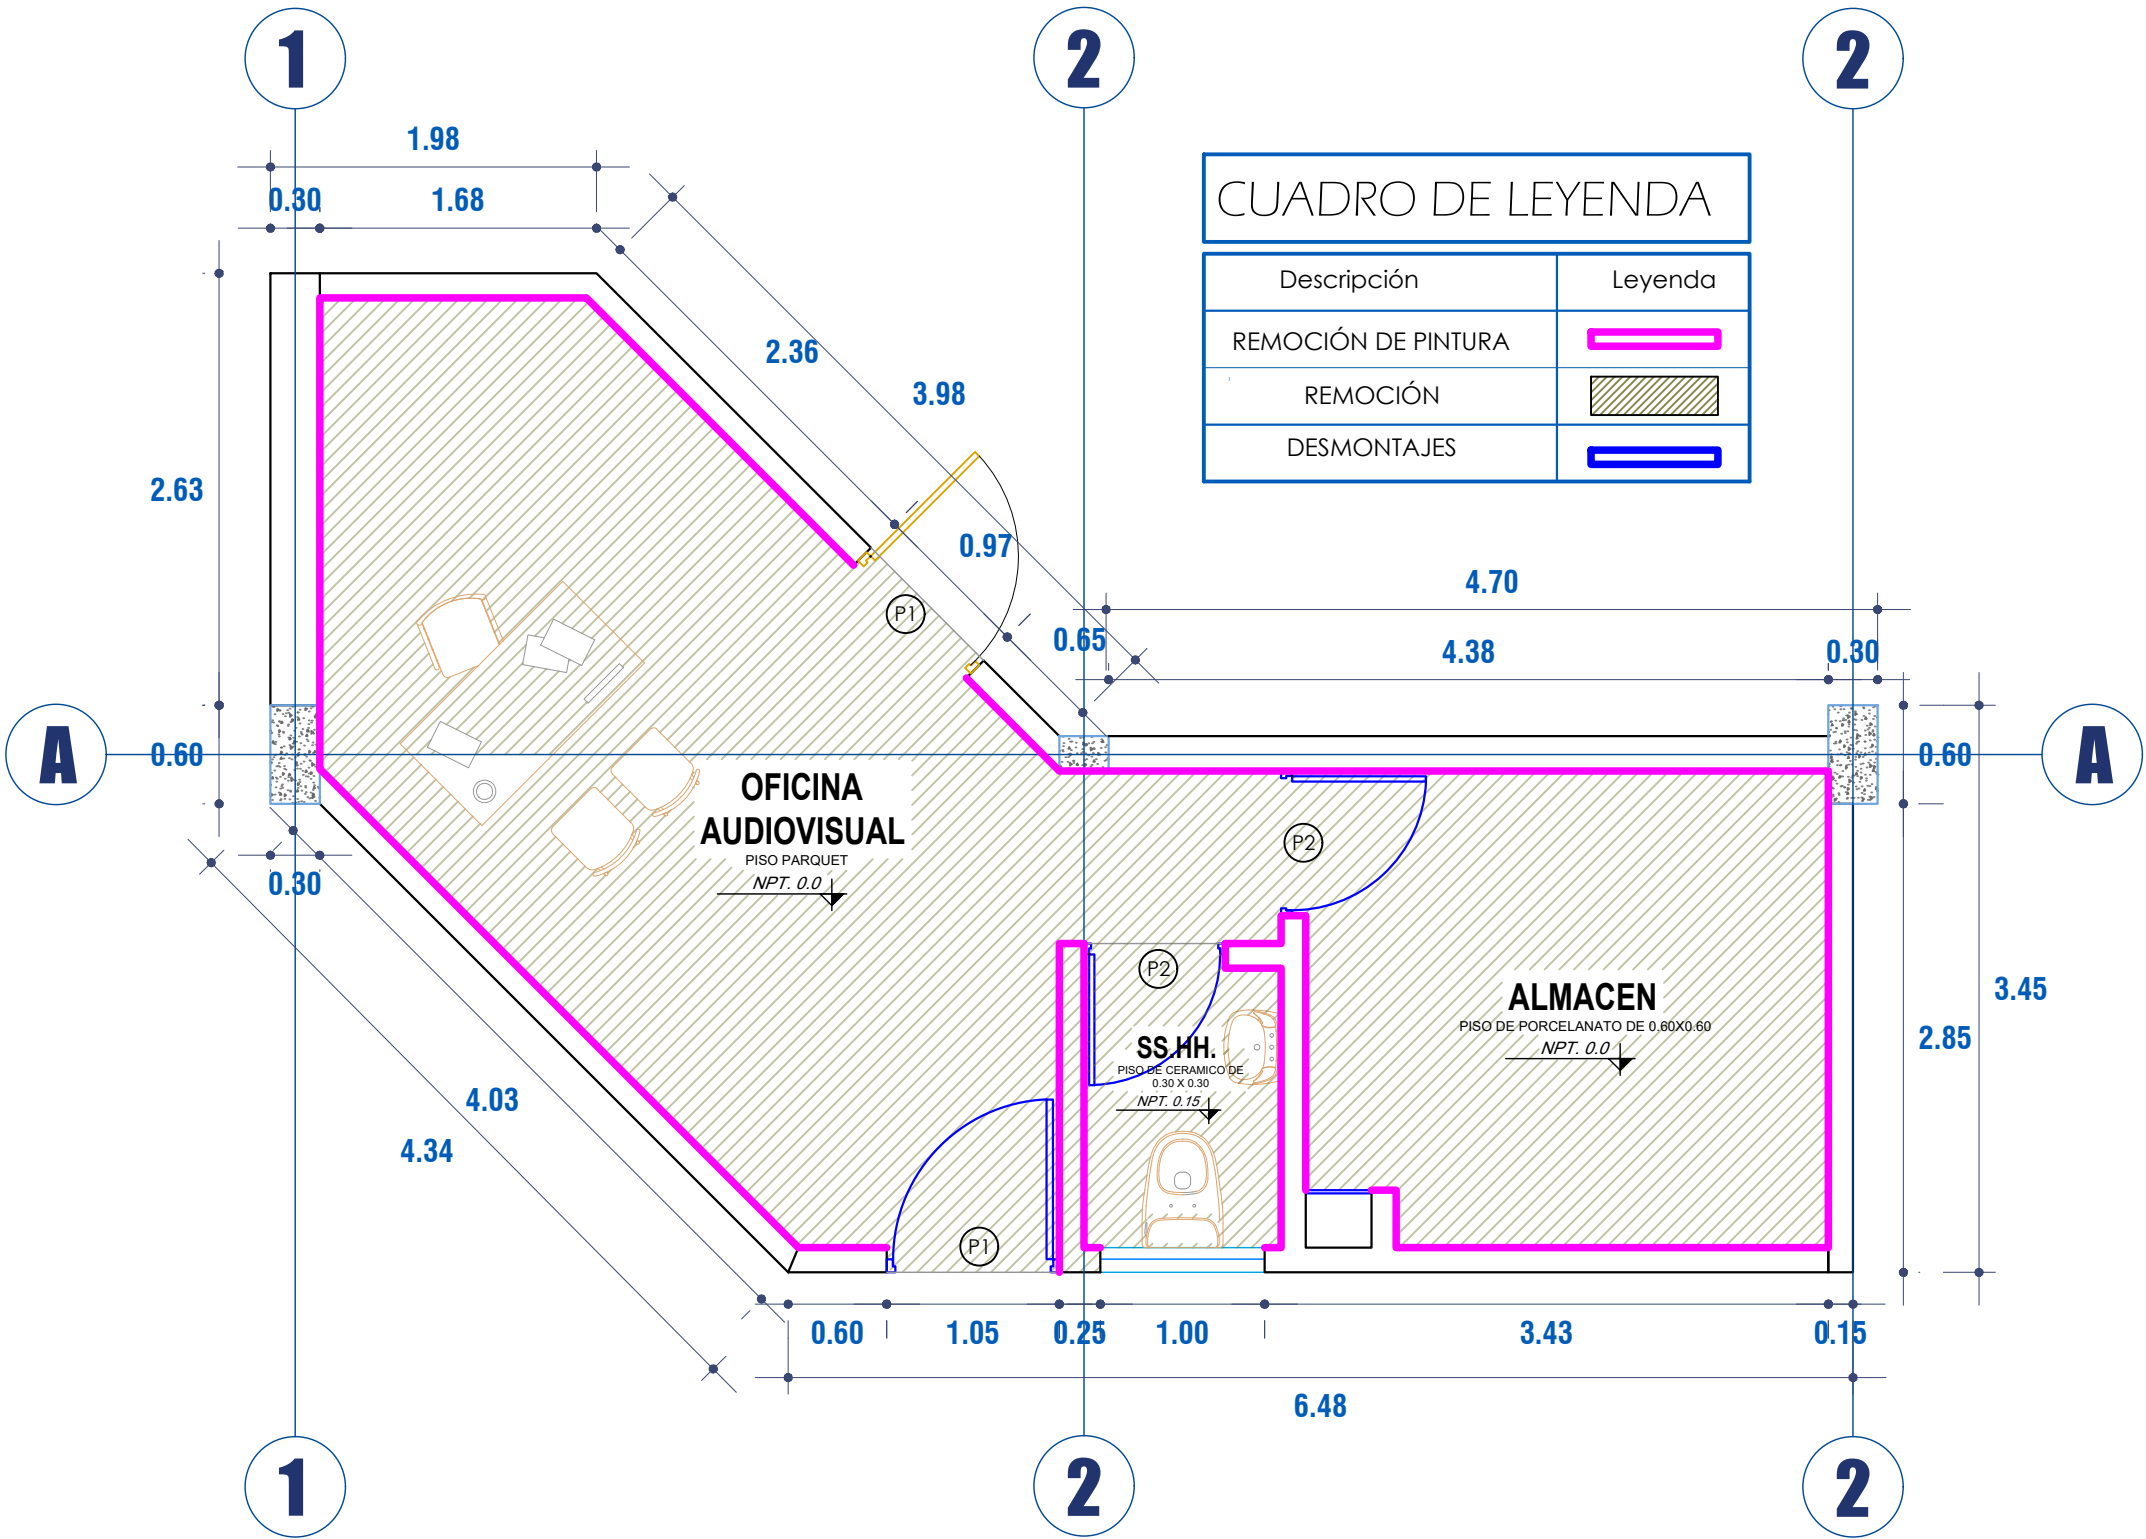 1
2
2
1.98
0.30
1.68
CUADRO DE LEYENDA
Descripción
Leyenda
REMOCIÓN DE PINTURA
REMOCIÓN
DESMONTAJES
2.36
3.98
2.63
0.97
P1
4.70
0.65
4.38
0.30
A
0.60
0.60
A
OFICINA
AUDIOVISUAL
PISO PARQUET
NPT. 0.0
P2
0.30
P2
ALMACEN
PISO DE PORCELANATO DE 0.60X0.60
NPT. 0.0
3.45
2.85
SS.HH.
PISO DE CERAMICO DE
0.30 X 0.30
NPT. 0.15
4.03
4.34
P1
0.60
1.05
0.25
1.00
3.43
0.15
6.48
1
2
2